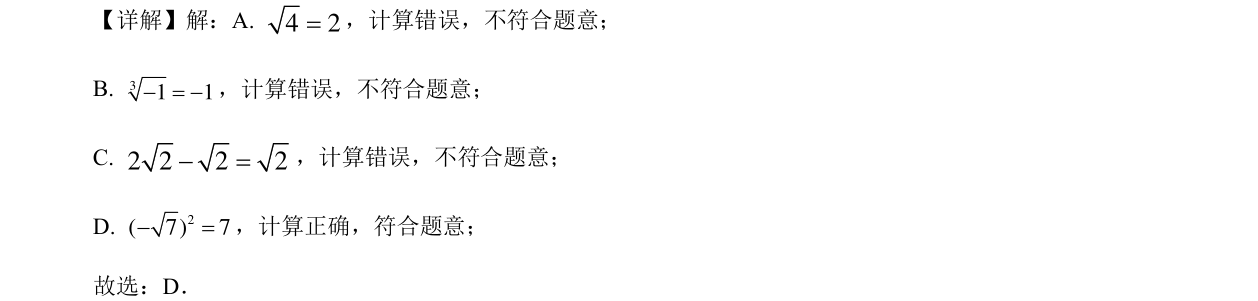 【详解】解：A. √4 = 2，计算错误，不符合题意；
B. ∛−1 = −1，计算错误，不符合题意；
C. 2√2 − √2 = √2，计算错误，不符合题意；
D. (−√7)² = 7，计算正确，符合题意；
故选：D．